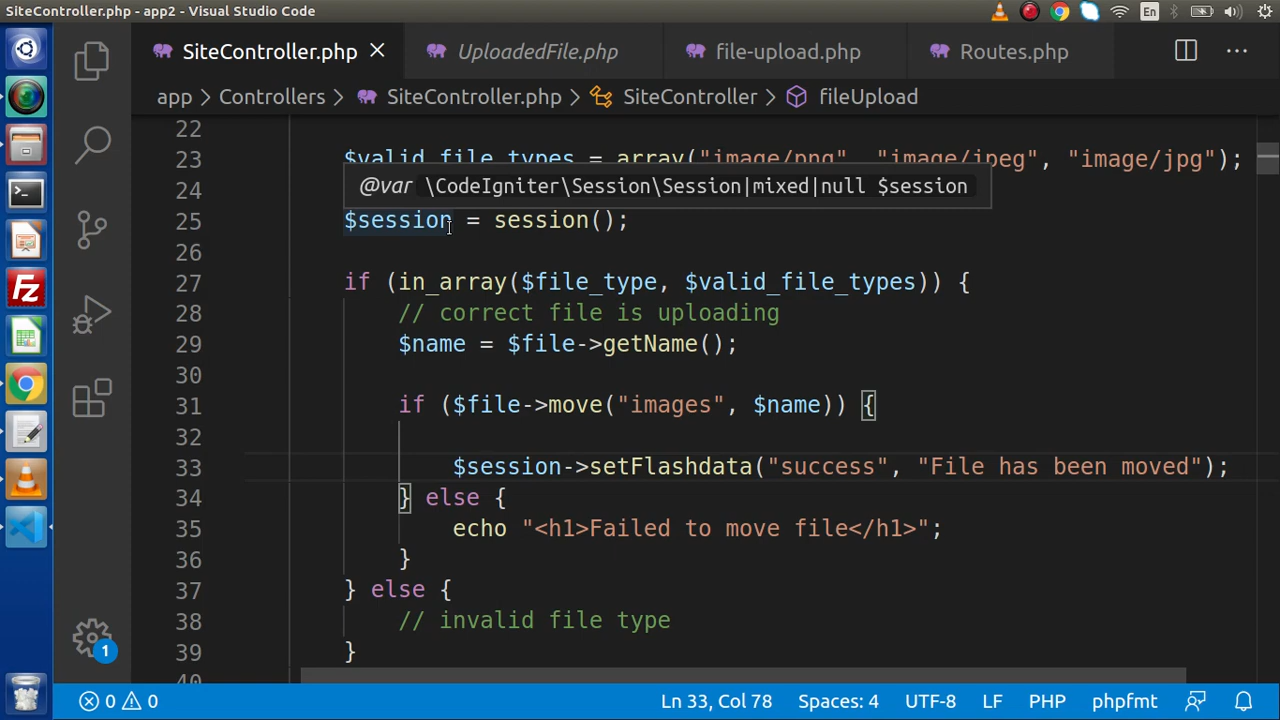 SiteController.php - app2 - Visual Studio Code
En
SiteController.php
UploadedFile.php
file-upload.php
Routes.php
app > Controllers > SiteController.php > SiteController > fileUpload
22
23 $valid_file_types = array("image/png", "image/jpeg", "image/jpg");
@var \CodeIgniter\Session\Session|mixed|null $session
24
25 $session = session();
26
27 if (in_array($file_type, $valid_file_types)) {
28 // correct file is uploading
29 $name = $file->getName();
30
31 if ($file->move("images", $name)) {
32
33 $session->setFlashdata("success", "File has been moved");
34 } else {
35 echo "<h1>Failed to move file</h1>";
36 }
37 } else {
38 // invalid file type
39 }
40
Fz
1
0 0 Ln 33, Col 78 Spaces: 4 UTF-8 LF PHP phpfmt